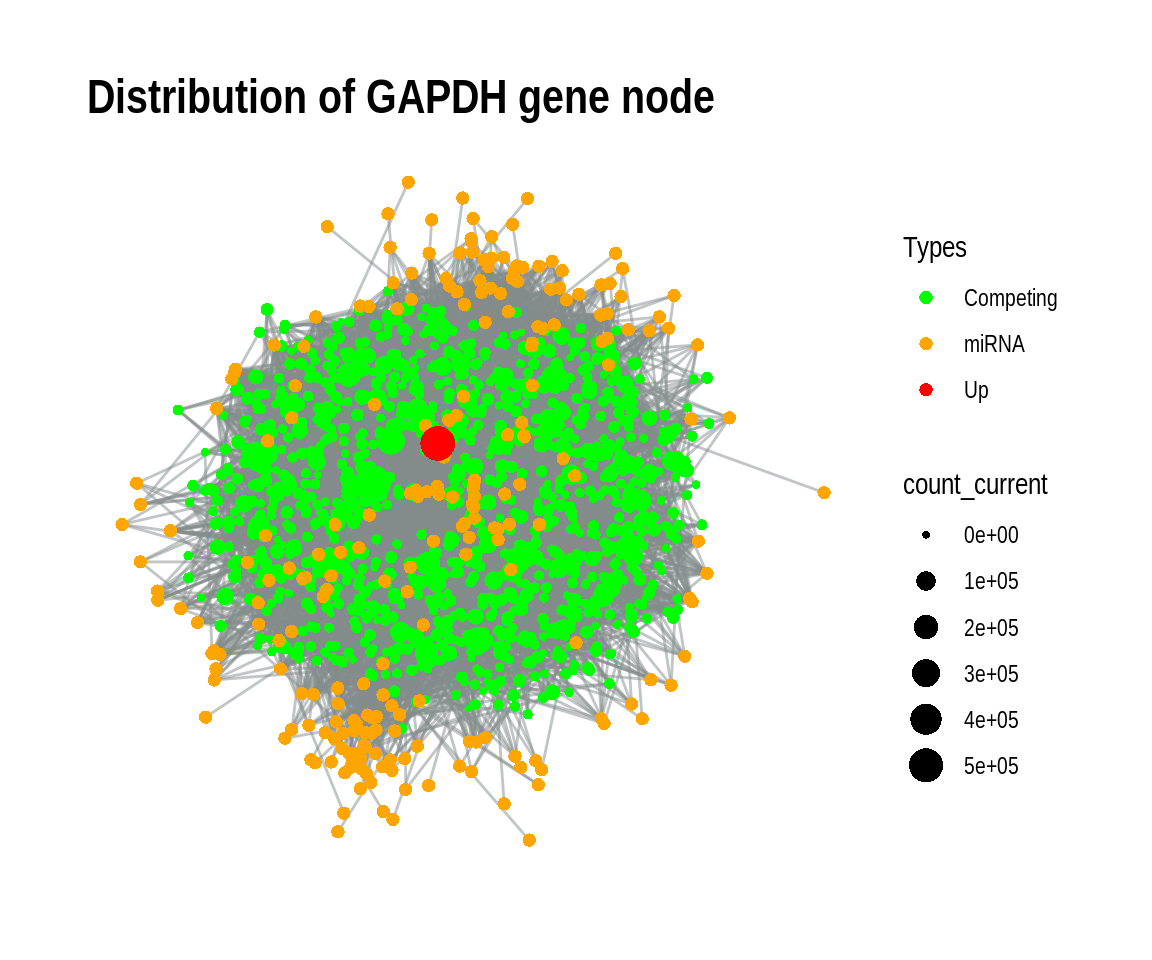 Distribution of GAPDH gene node
Types
Competing
miRNA
Up
count_current
0e+00
1e+05
2e+05
3e+05
4e+05
5e+05